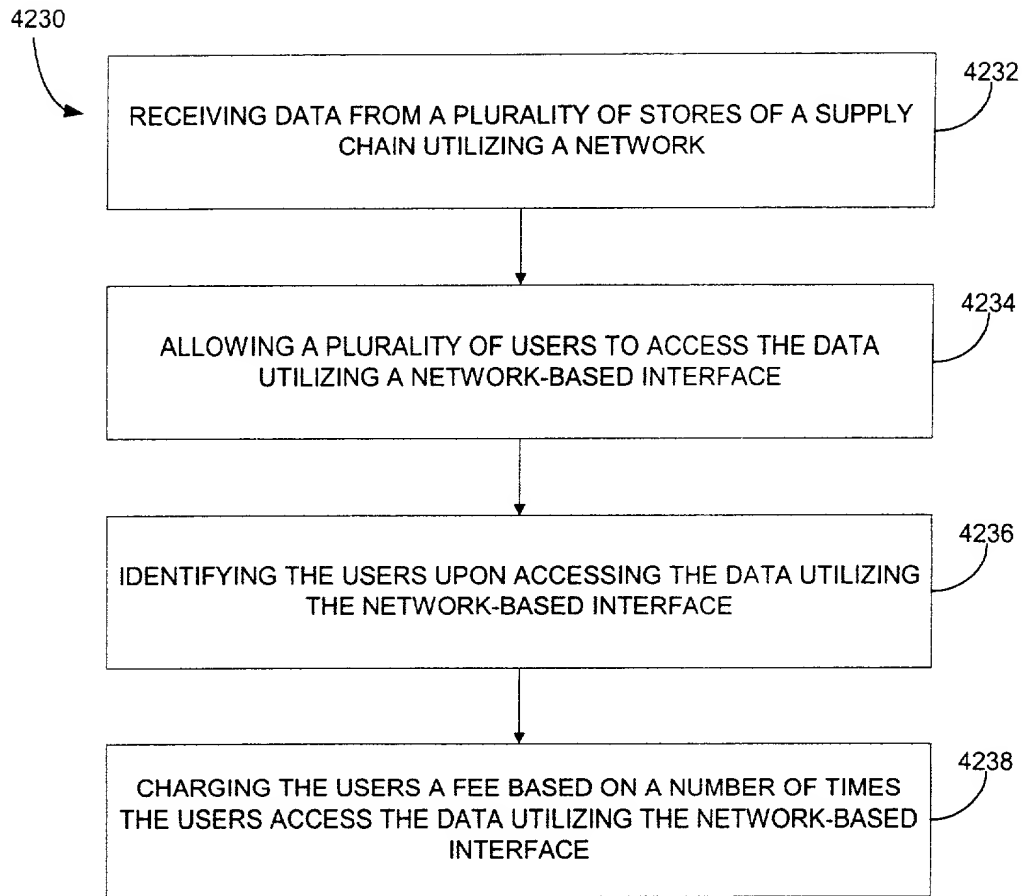 4230
4232
RECEIVING DATA FROM A PLURALITY OF STORES OF A SUPPLY
CHAIN UTILIZING A NETWORK
4234
ALLOWING A PLURALITY OF USERS TO ACCESS THE DATA
UTILIZING A NETWORK-BASED INTERFACE
4236
IDENTIFYING THE USERS UPON ACCESSING THE DATA UTILIZING
THE NETWORK-BASED INTERFACE
4238
CHARGING THE USERS A FEE BASED ON A NUMBER OF TIMES
THE USERS ACCESS THE DATA UTILIZING THE NETWORK-BASED
INTERFACE